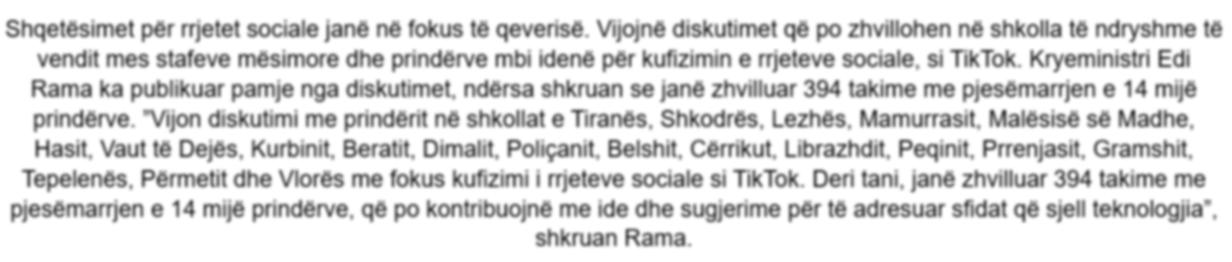 Shqetësimet për rrjetet sociale janë në fokus të qeverisë. Vijojnë diskutimet që po zhvillohen në shkolla të ndryshme të
vendit mes stafeve mësimore dhe prindërve mbi idenë për kufizimin e rrjeteve sociale, si TikTok. Kryeministri Edi
Rama ka publikuar pamje nga diskutimet, ndërsa shkruan se janë zhvilluar 394 takime me pjesëmarrjen e 14 mijë
prindërve. "Vijon diskutimi me prindërit në shkollat e Tiranës, Shkodrës, Lezhës, Mamurrasit, Malësisë së Madhe,
Hasit, Vaut të Dejës, Kurbinit, Beratit, Dimalit, Poliçanit, Belshit, Cërrikut, Librazhdit, Peqinit, Prrenjasit, Gramshit,
Tepelenës, Përmetit dhe Vlorës me fokus kufizimi i rrjeteve sociale si TikTok. Deri tani, janë zhvilluar 394 takime me
pjesëmarrjen e 14 mijë prindërve, që po kontribuojnë me ide dhe sugjerime për të adresuar sfidat që sjell teknologjia",
shkruan Rama.